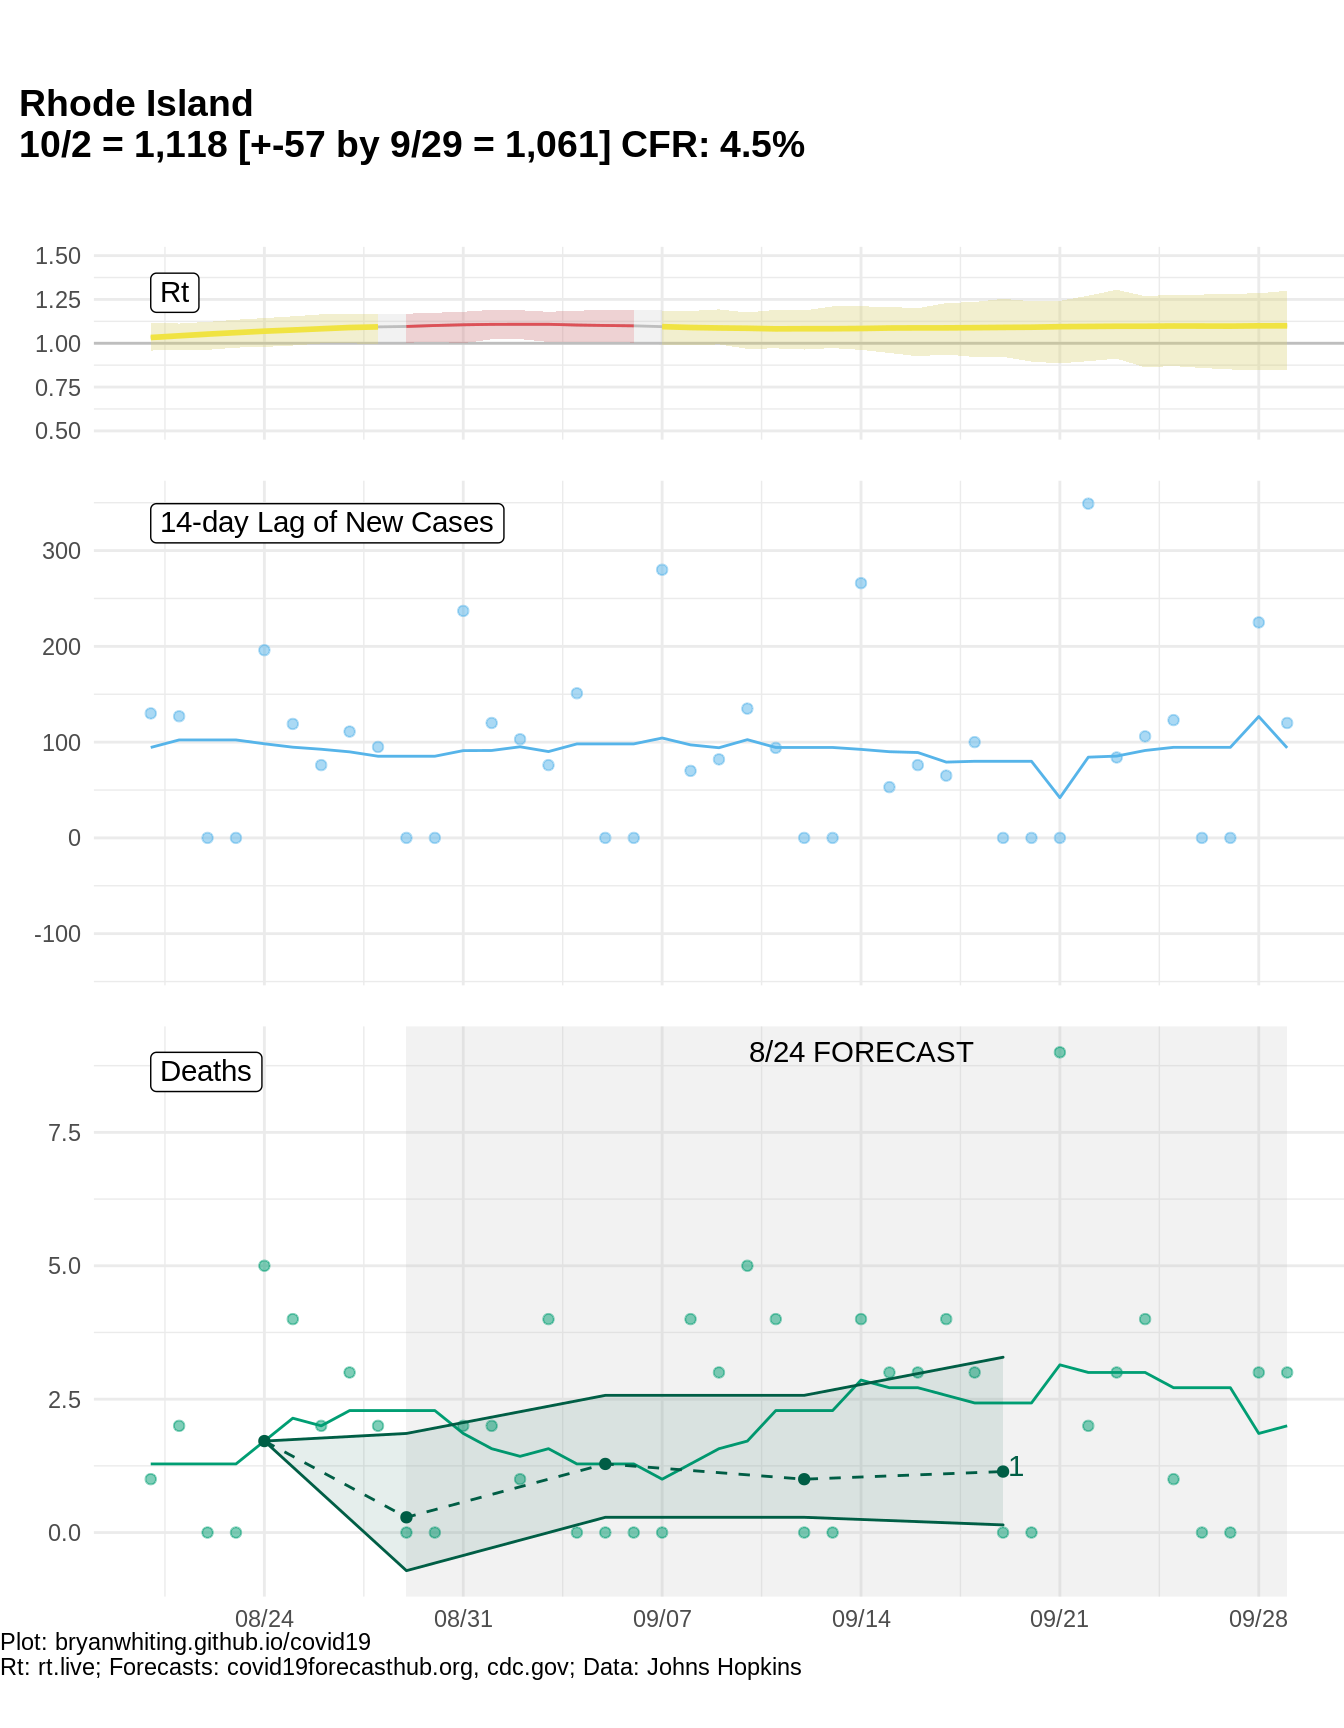 Rhode Island
10/2 = 1,118 [+-57 by 9/29 = 1,061] CFR: 4.5%
1.50
Rt
1.25
1.00
0.75
0.50
14-day Lag of New Cases
300
200
100
0
-100
8/24 FORECAST
Deaths
7.5
5.0
2.5
1
0.0
08/24 08/31 09/07 09/14 09/21 09/28
Plot: bryanwhiting.github.io/covid19
Rt: rt.live; Forecasts: covid19forecasthub.org, cdc.gov; Data: Johns Hopkins